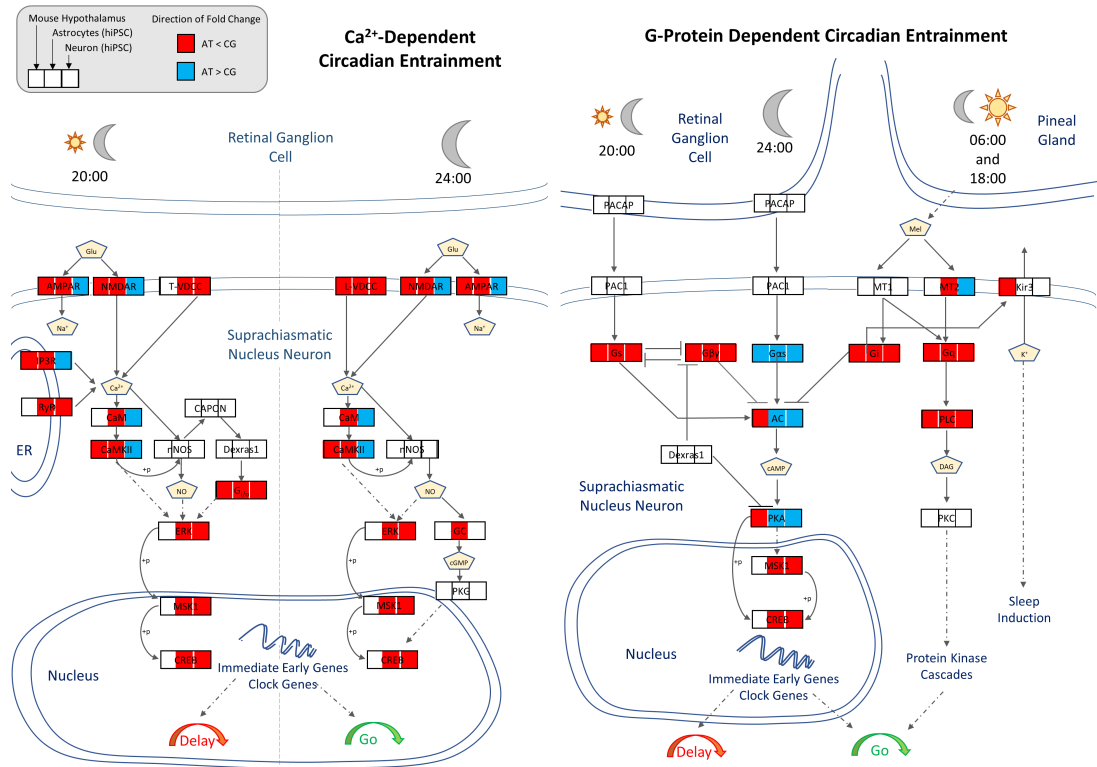 Mouse Hypothalamus
Astrocytes (hiPSC)
Neuron (hiPSC)
Direction of Fold Change
AT < CG
AT > CG
Ca²⁺-Dependent
Circadian Entrainment
20:00
Retinal Ganglion
Cell
24:00
Glu
Glu
AMPAR
NMDAR
T-VDCC
L-VDCC
NMDAR
AMPAR
Na⁺
Na⁺
Suprachiasmatic
Nucleus Neuron
IP3R
RyR
ER
Ca²⁺
Ca²⁺
CaM
CaM
CAPON
CaMKII
nNOS
Dexras1
CaMKII
nNOS
+p
+p
NO
NO
ERK
ERK
GC
cGMP
PKG
+p
+p
MSK1
MSK1
+p
+p
CREB
CREB
Nucleus
Immediate Early Genes
Clock Genes
Delay
Go
G-Protein Dependent Circadian Entrainment
20:00
Retinal
Ganglion
Cell
24:00
06:00
and
18:00
Pineal
Gland
PACAP
PACAP
Mel
PAC1
PAC1
MT1
MT2
Kir3
Gs
Gβγ
Gαs
Gi
Gq
K⁺
AC
PLC
Dexras1
cAMP
DAG
Suprachiasmatic
Nucleus Neuron
PKA
PKC
+p
MSK1
+p
CREB
Sleep
Induction
Nucleus
Immediate Early Genes
Clock Genes
Protein Kinase
Cascades
Delay
Go